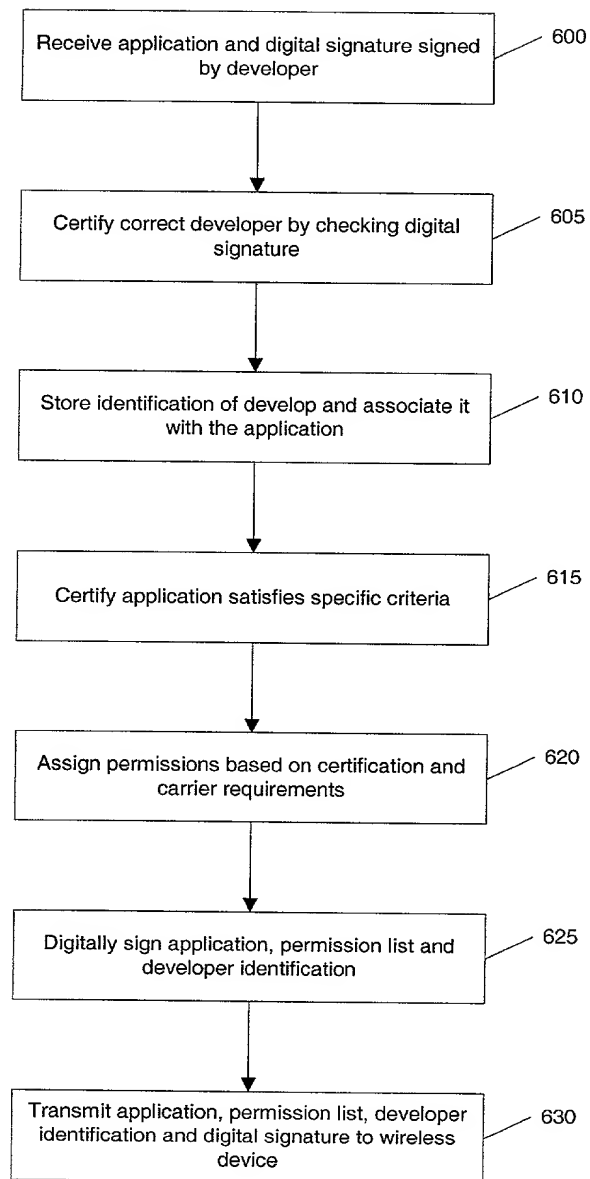 Receive application and digital signature signed
by developer
600
Certify correct developer by checking digital
signature
605
Store identification of develop and associate it
with the application
610
Certify application satisfies specific criteria
615
Assign permissions based on certification and
carrier requirements
620
Digitally sign application, permission list and
developer identification
625
Transmit application, permission list, developer
identification and digital signature to wireless
device
630